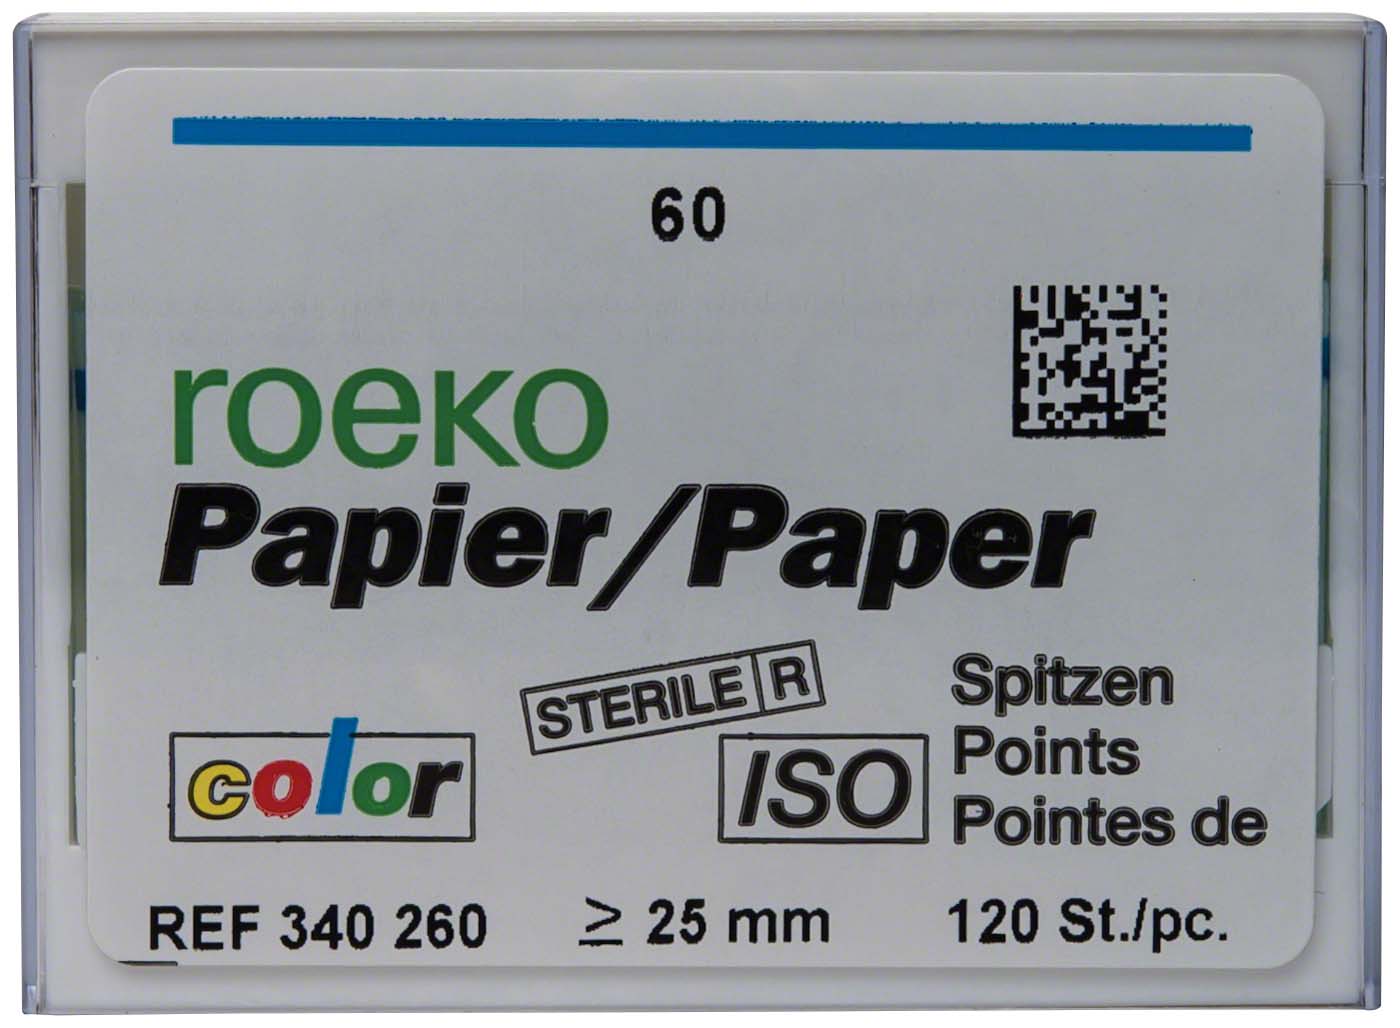 60
roeko
Papier/Paper
STERILE R
Spitzen
Points
Pointes de
color
ISO
REF 340 260
≥ 25 mm
120 St./pc.